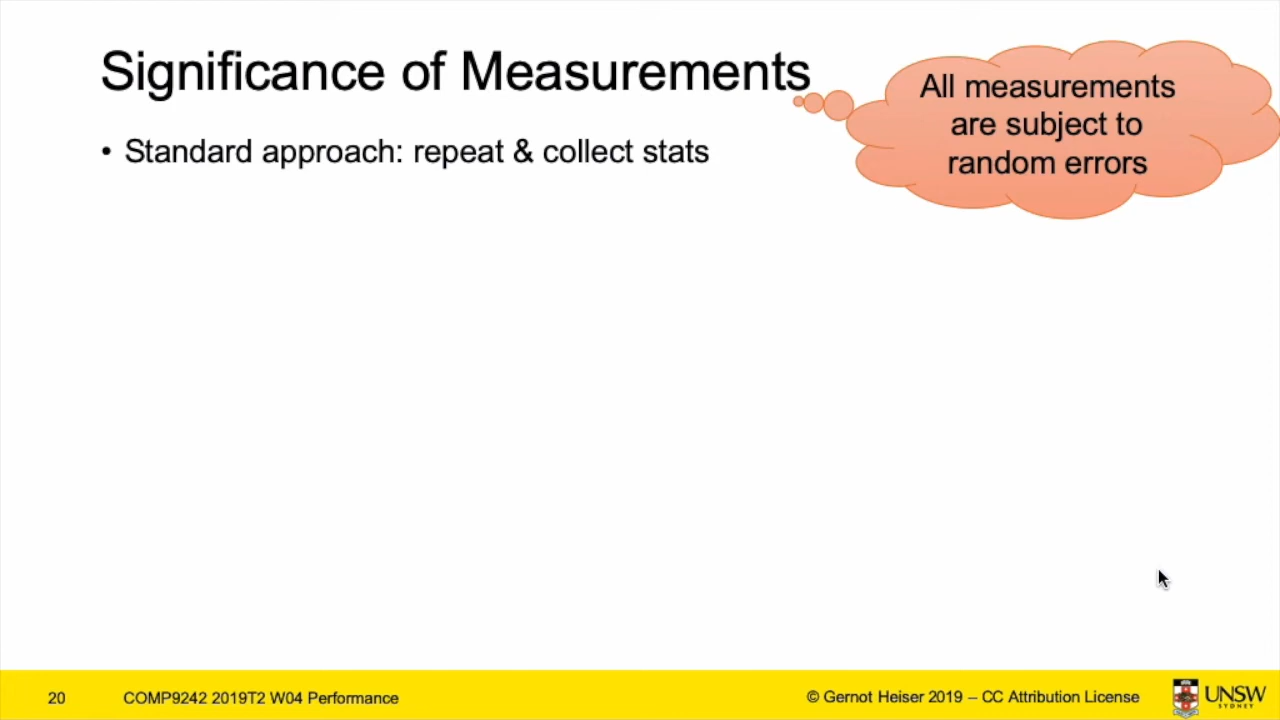 Significance of Measurements
All measurements
are subject to
random errors
• Standard approach: repeat & collect stats
20
COMP9242 2019T2 W04 Performance
© Gernot Heiser 2019 – CC Attribution License
UNSW
SYDNEY